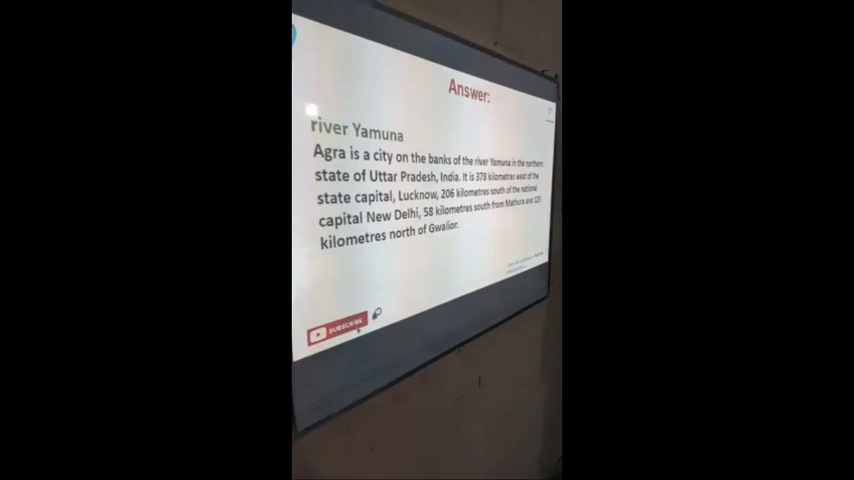 Answer:
river Yamuna
Agra is a city on the banks of the river Yamuna in the northern
state of Uttar Pradesh, India. It is 378 kilometres west of the
state capital, Lucknow, 206 kilometres south of the national
capital New Delhi, 58 kilometres south from Mathura and 125
kilometres north of Gwalior.
SUBSCRIBE